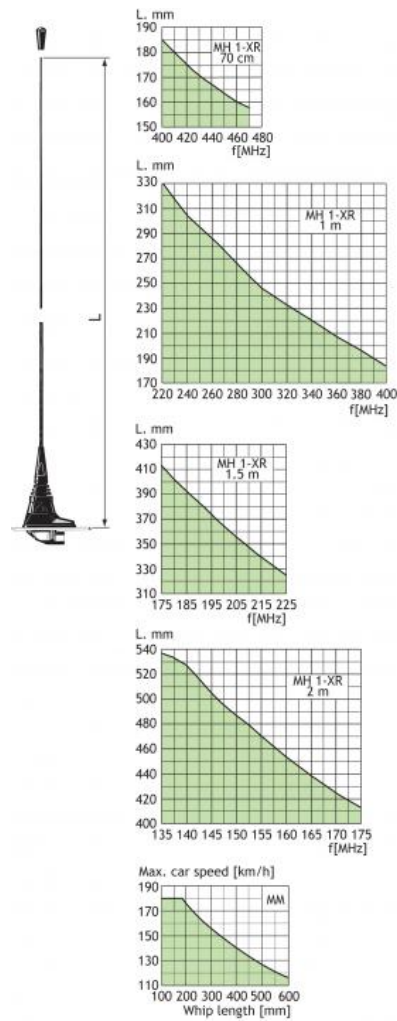 L. mm
190
180
170
160
150
MH 1-XR
70 cm
400 420 440 460 480
f[MHz]
L. mm
330
310
290
270
250
230
210
190
170
MH 1-XR
1 m
220 240 260 280 300 320 340 360 380 400
f[MHz]
L
L. mm
430
410
390
370
350
330
310
MH 1-XR
1.5 m
175 185 195 205 215 225
f[MHz]
L. mm
540
520
500
480
460
440
420
400
MH 1-XR
2 m
135 140 145 150 155 160 165 170 175
f[MHz]
Max. car speed [km/h]
190
170
150
130
110
MM
100 200 300 400 500 600
Whip length [mm]